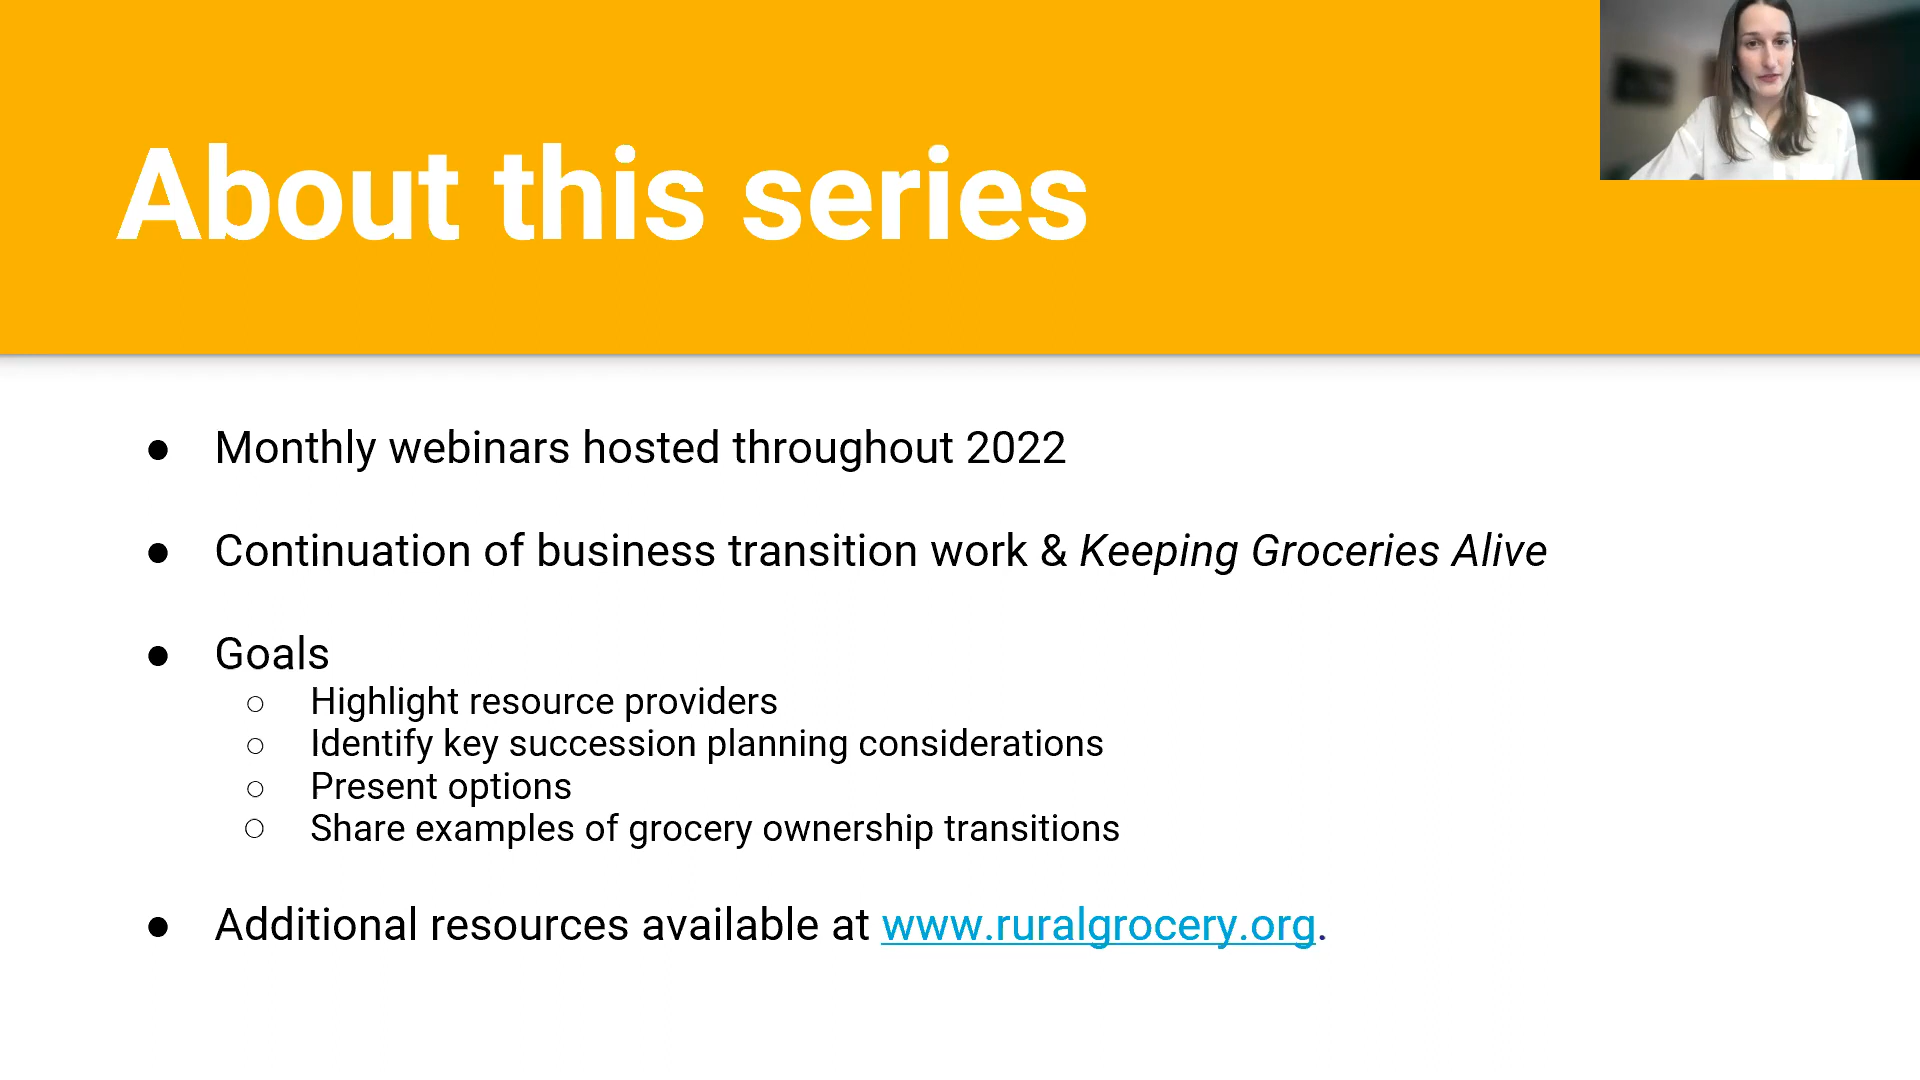 About this series
● Monthly webinars hosted throughout 2022
● Continuation of business transition work & Keeping Groceries Alive
● Goals
○ Highlight resource providers
○ Identify key succession planning considerations
○ Present options
○ Share examples of grocery ownership transitions
● Additional resources available at www.ruralgrocery.org.